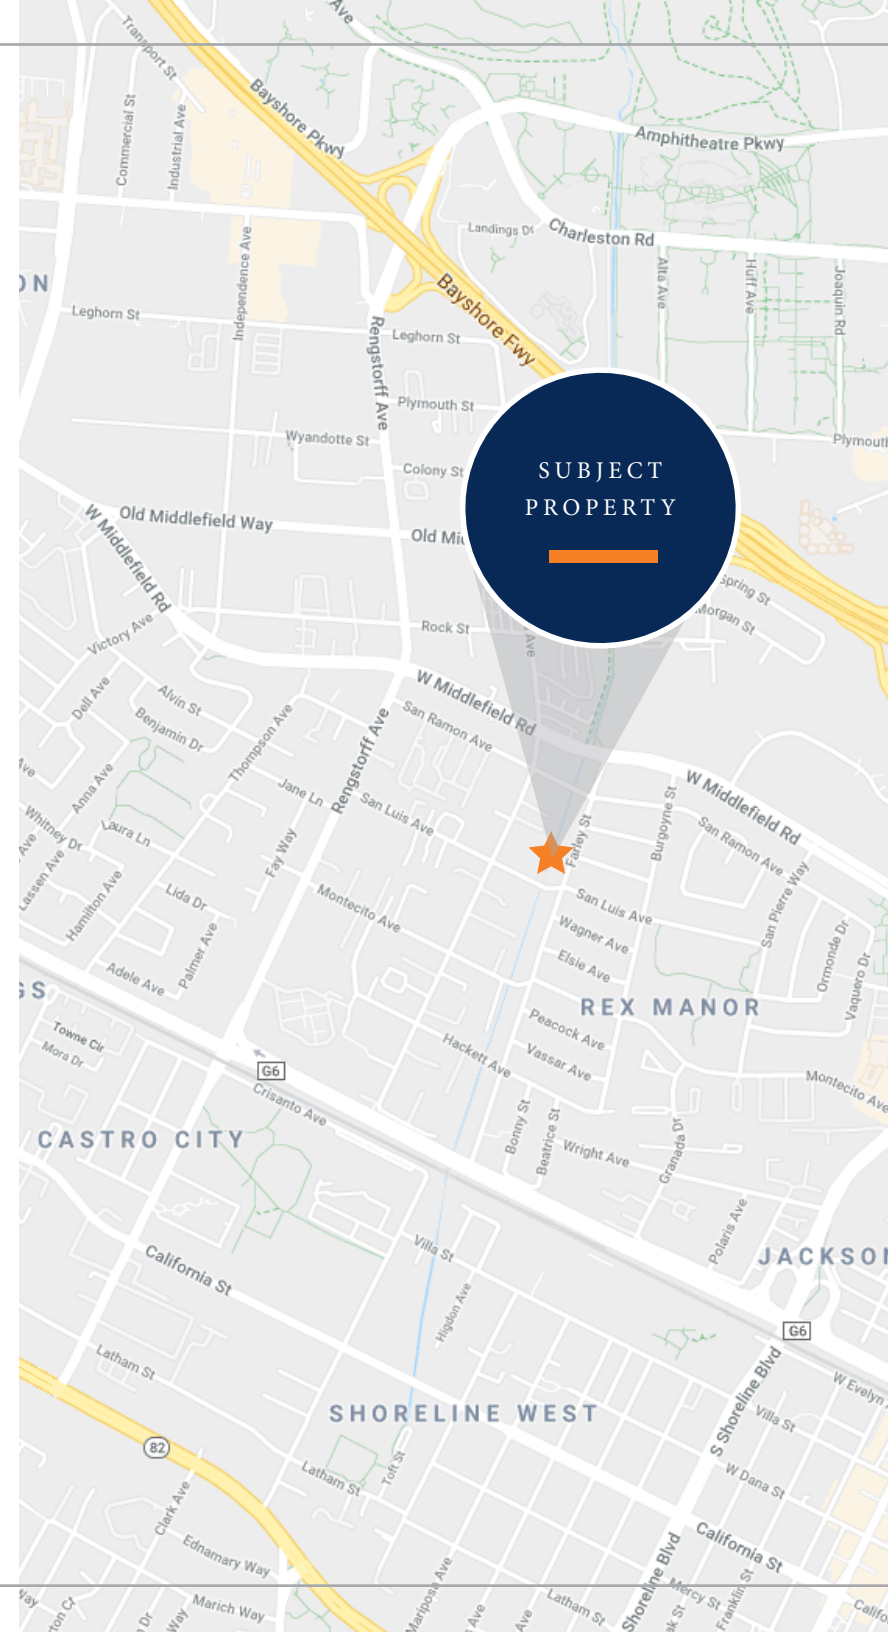 Ave
Transport St
Bayshore Pkwy
Commercial St
Industrial Ave
Amphitheatre Pkwy
Landings Dr
Charleston Rd
Independence Ave
Alta Ave
Huff Ave
Joaquin Rd
ON
Bayshore Fwy
Leghorn St
Rengstorff Ave
Leghorn St
Plymouth St
Wyandotte St
Plymouth
Colony St
SUBJECT
PROPERTY
W Middlefield Rd
Old Middlefield Way
Old Mi
Spring St
Morgan St
Rock St
Ave
Victory Ave
W Middlefield Rd
Dell Ave
Alvin St
Benjamin Dr
Thompson Ave
San Ramon Ave
Rengstorff Ave
Ave
Anna Ave
Jane Ln
San Luis Ave
W Middlefield Rd
Burgoyne St
Farley St
San Ramon Ave
Whitney Dr
Laura Ln
Fay Way
Ave
Lassen Ave
Hamilton Ave
Lida Dr
Montecito Ave
San Luis Ave
San Pierre Way
Wagner Ave
Palmer Ave
Adele Ave
Elsie Ave
Ormonde Dr
Vaquero Dr
GS
REX MANOR
Towne Cir
Mora Dr
Peacock Ave
Hackett Ave
Vassar Ave
G6
Crisanto Ave
Montecito Ave
CASTRO CITY
Bonny St
Beatrice St
Wright Ave
Granada Dr
Polaris Ave
JACKSON
Villa St
California St
Higdon Ave
G6
Latham St
W Evelyn
S Shoreline Blvd
SHORELINE WEST
Villa St
82
Toft St
Latham St
W Dana St
Clark Ave
Ednamary Way
California St
Shoreline Blvd
Mercy St
Franklin St
Mariposa Ave
Latham St
Marich Way
Way
Dr
Way
Ave
Ave
Califo